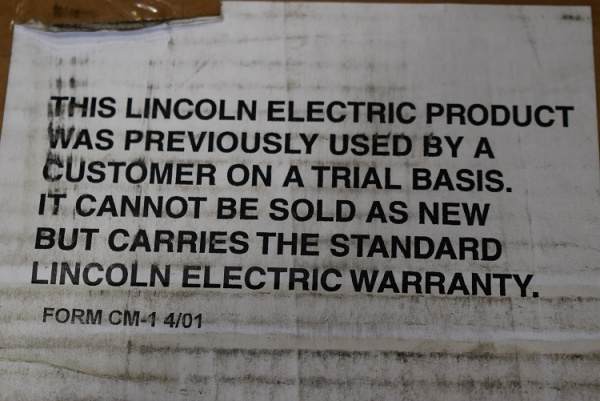 THIS LINCOLN ELECTRIC PRODUCT
WAS PREVIOUSLY USED BY A
CUSTOMER ON A TRIAL BASIS.
IT CANNOT BE SOLD AS NEW
BUT CARRIES THE STANDARD
LINCOLN ELECTRIC WARRANTY.
FORM CM-1 4/01